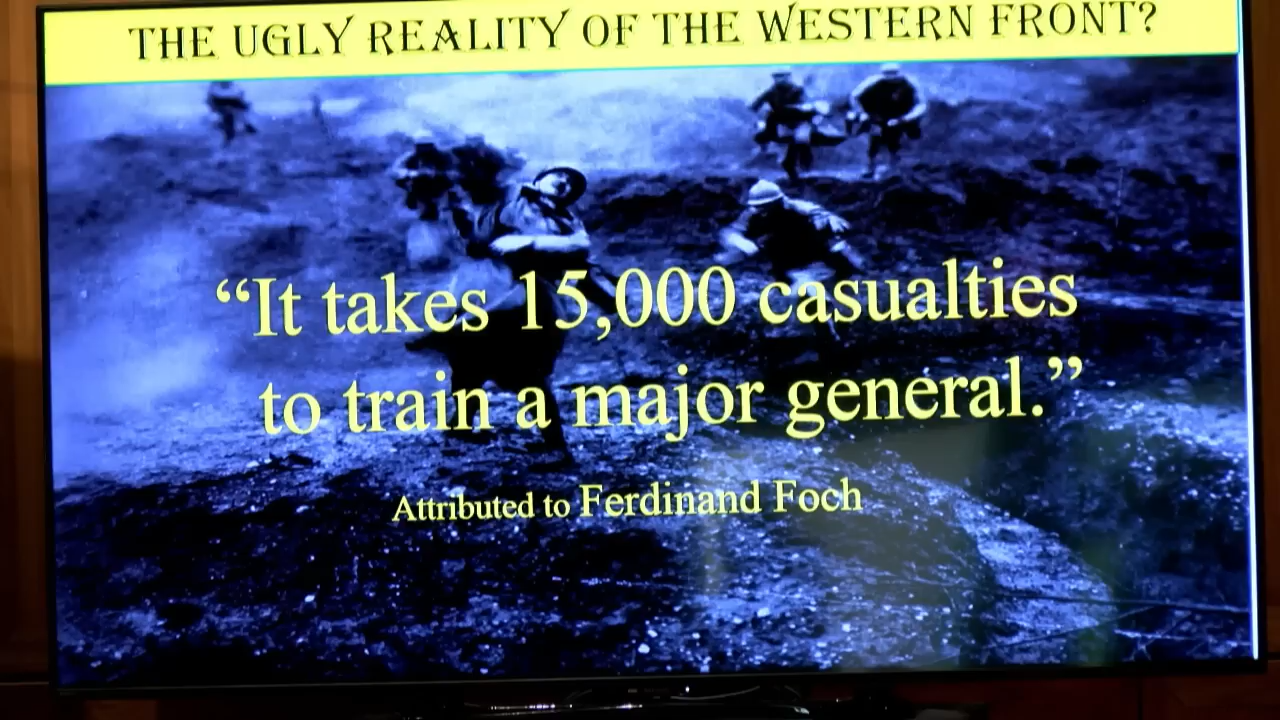 THE UGLY REALITY OF THE WESTERN FRONT?
“It takes 15,000 casualties
to train a major general.”
Attributed to Ferdinand Foch